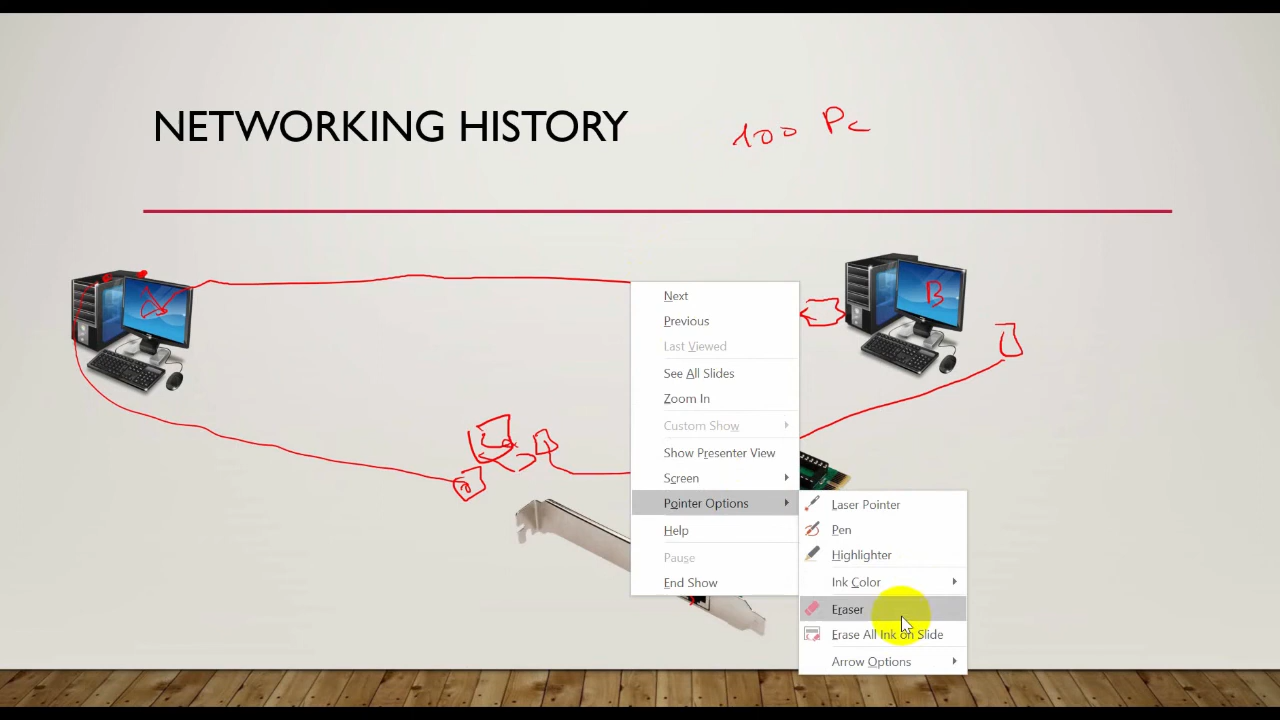 NETWORKING HISTORY
100 Pc
A
B
Next
Previous
Last Viewed
See All Slides
Zoom In
Custom Show
Show Presenter View
Screen
Pointer Options
Help
Pause
End Show
Laser Pointer
Pen
Highlighter
Ink Color
Eraser
Erase All Ink on Slide
Arrow Options